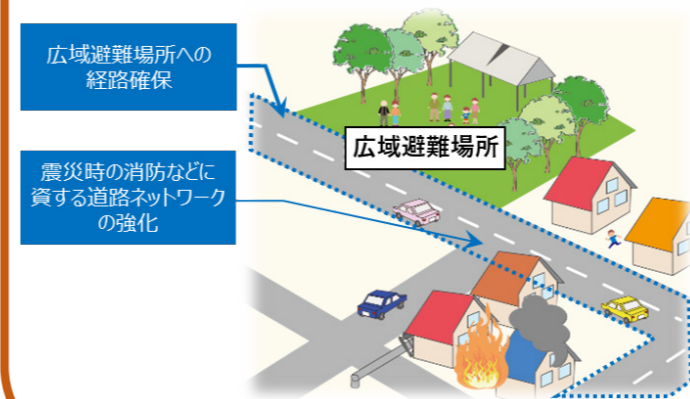 広域避難場所への
経路確保
広域避難場所
震災時の消防などに
資する道路ネットワーク
の強化